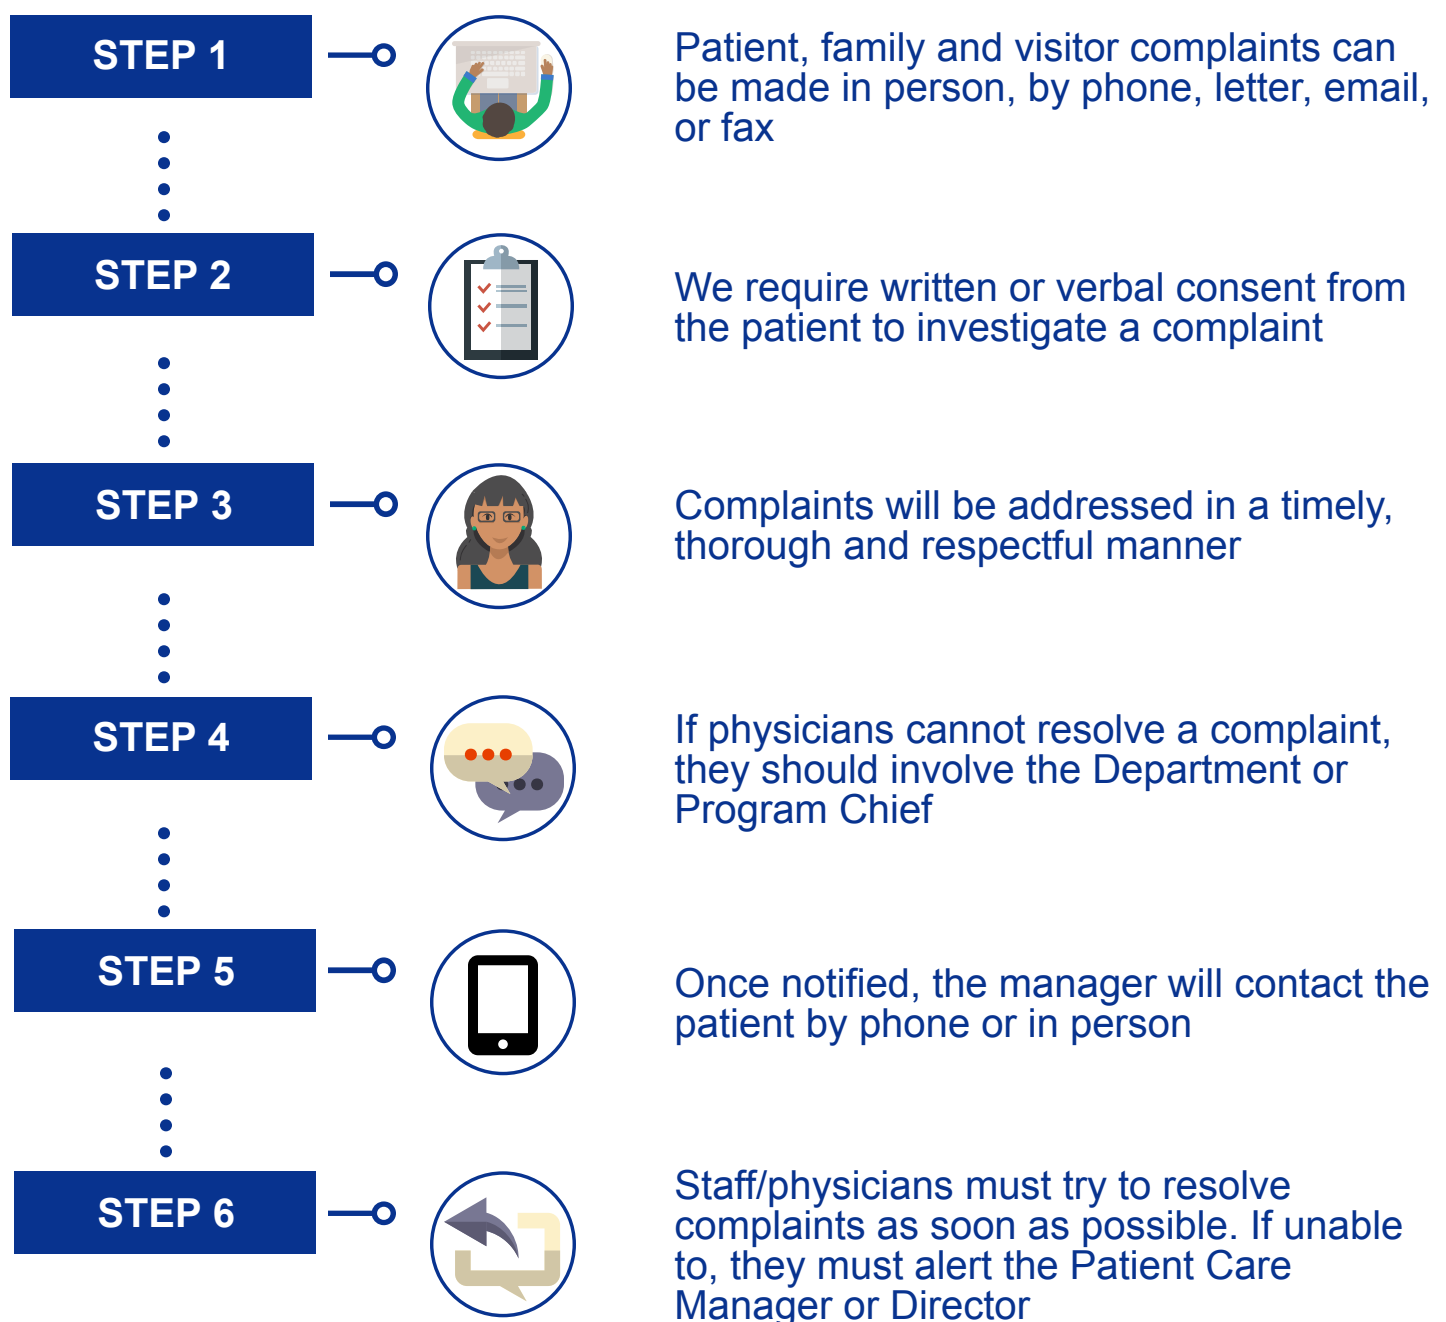 STEP 1
Patient, family and visitor complaints can
be made in person, by phone, letter, email,
or fax
STEP 2
We require written or verbal consent from
the patient to investigate a complaint
STEP 3
Complaints will be addressed in a timely,
thorough and respectful manner
STEP 4
If physicians cannot resolve a complaint,
they should involve the Department or
Program Chief
STEP 5
Once notified, the manager will contact the
patient by phone or in person
STEP 6
Staff/physicians must try to resolve
complaints as soon as possible. If unable
to, they must alert the Patient Care
Manager or Director